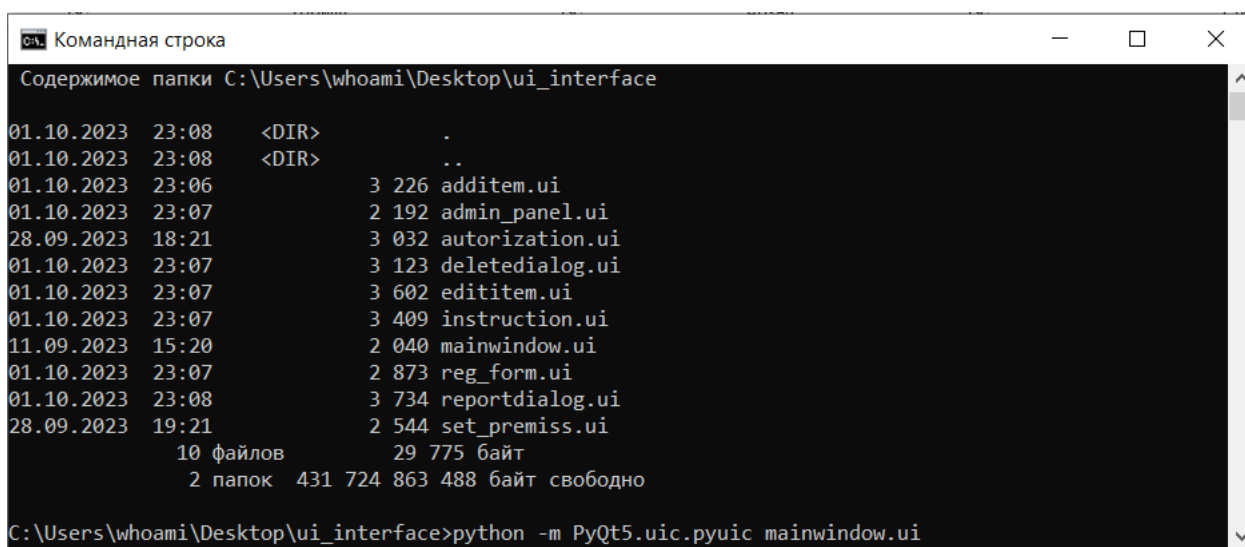 Командная строка
Содержимое папки C:\Users\whoami\Desktop\ui_interface
01.10.2023 23:08 <DIR> .
01.10.2023 23:08 <DIR> ..
01.10.2023 23:06 3 226 additem.ui
01.10.2023 23:07 2 192 admin_panel.ui
28.09.2023 18:21 3 032 autorization.ui
01.10.2023 23:07 3 123 deletedialog.ui
01.10.2023 23:07 3 602 edititem.ui
01.10.2023 23:07 3 409 instruction.ui
11.09.2023 15:20 2 040 mainwindow.ui
01.10.2023 23:07 2 873 reg_form.ui
01.10.2023 23:08 3 734 reportdialog.ui
28.09.2023 19:21 2 544 set_premiss.ui
10 файлов 29 775 байт
2 папок 431 724 863 488 байт свободно
C:\Users\whoami\Desktop\ui_interface>python -m PyQt5.uic.pyuic mainwindow.ui